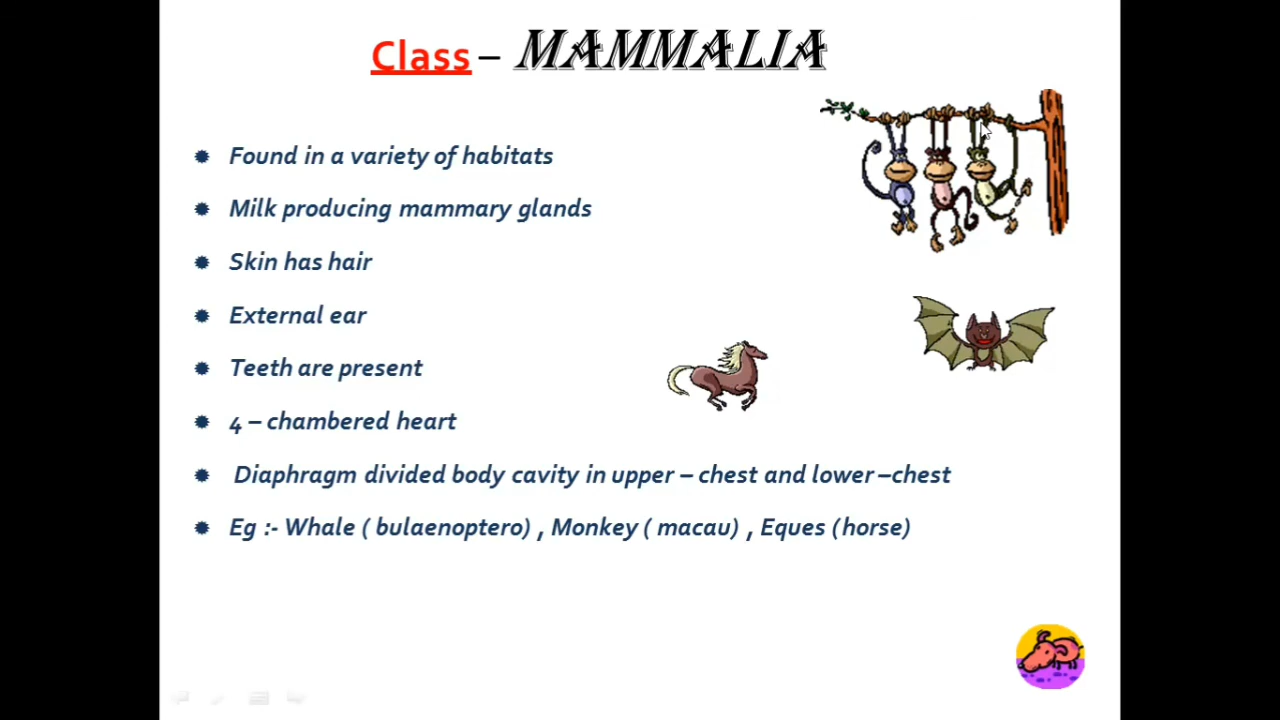 Class – MAMMALIA
Found in a variety of habitats
Milk producing mammary glands
Skin has hair
External ear
Teeth are present
4 – chambered heart
Diaphragm divided body cavity in upper – chest and lower –chest
Eg :- Whale ( bulaenoptero) , Monkey ( macau) , Eques (horse)